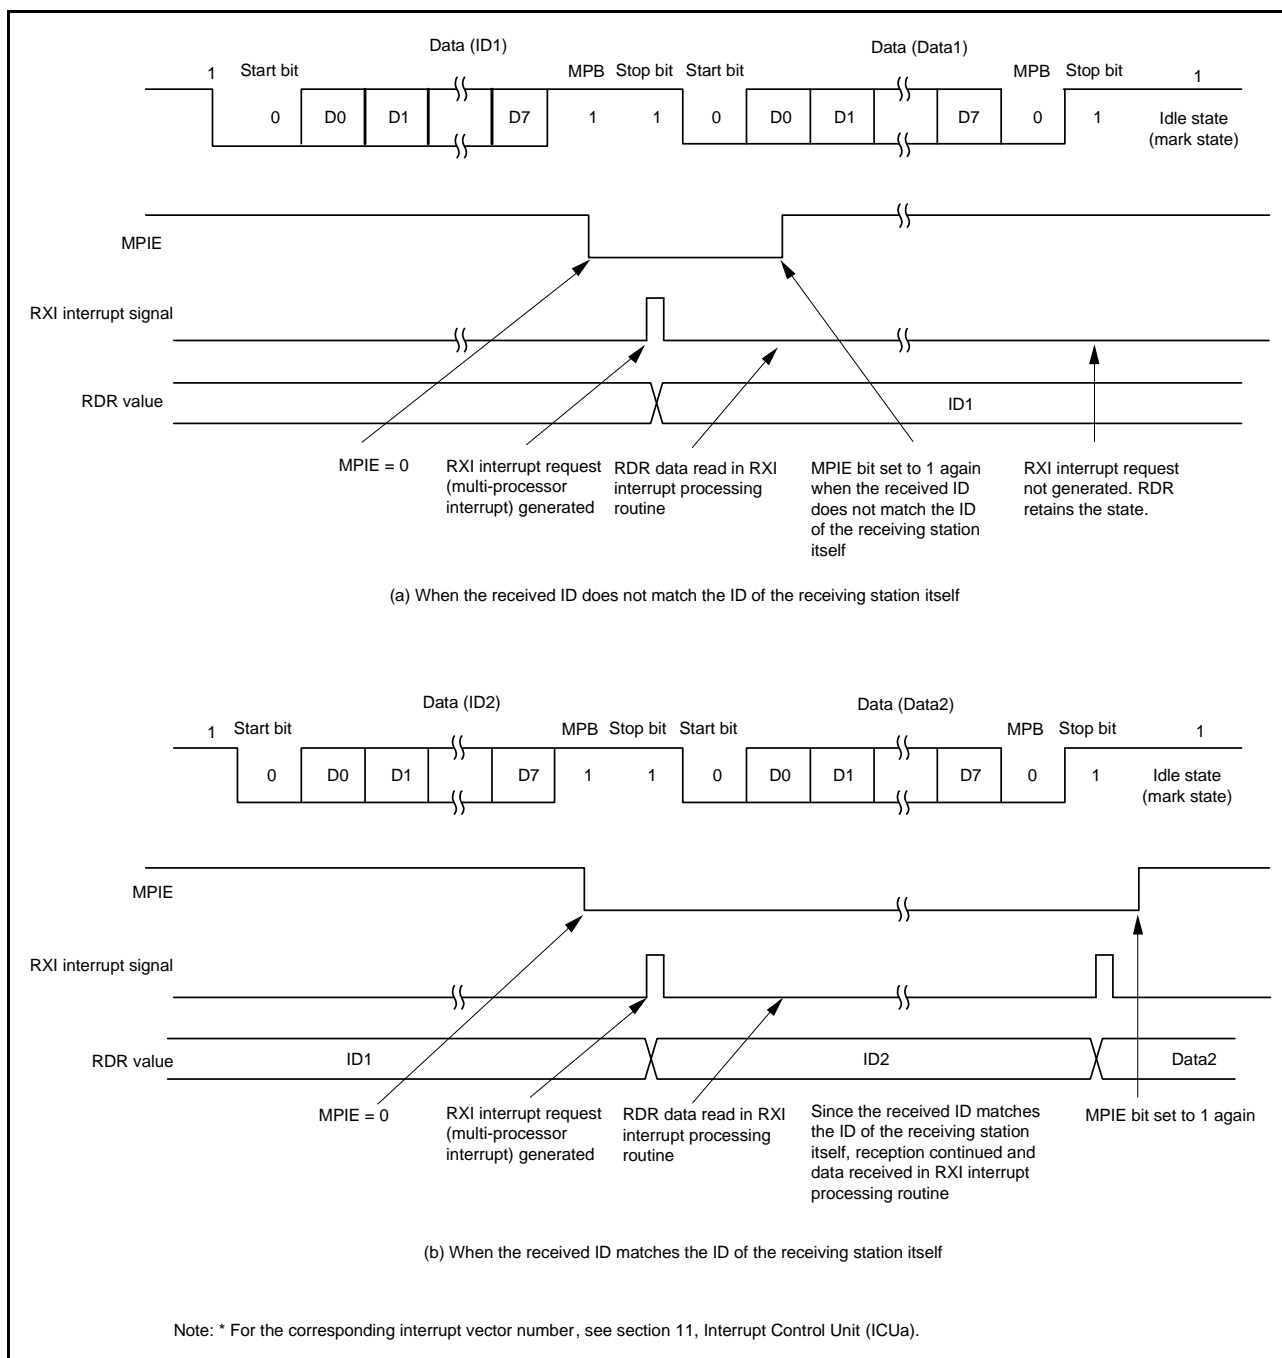 Data (ID1)
Data (Data1)
1 Start bit MPB Stop bit Start bit MPB Stop bit 1
0 D0 D1 D7 1 1 0 D0 D1 D7 0 1 Idle state
(mark state)
MPIE
RXI interrupt signal
RDR value
ID1
MPIE = 0
RXI interrupt request
(multi-processor
interrupt) generated
RDR data read in RXI
interrupt processing
routine
MPIE bit set to 1 again
when the received ID
does not match the ID
of the receiving station
itself
RXI interrupt request
not generated. RDR
retains the state.
(a) When the received ID does not match the ID of the receiving station itself
Data (ID2)
Data (Data2)
1 Start bit MPB Stop bit Start bit MPB Stop bit 1
0 D0 D1 D7 1 1 0 D0 D1 D7 0 1 Idle state
(mark state)
MPIE
RXI interrupt signal
RDR value
ID1
ID2
Data2
MPIE = 0
RXI interrupt request
(multi-processor
interrupt) generated
RDR data read in RXI
interrupt processing
routine
Since the received ID matches
the ID of the receiving station
itself, reception continued and
data received in RXI interrupt
processing routine
MPIE bit set to 1 again
(b) When the received ID matches the ID of the receiving station itself
Note: * For the corresponding interrupt vector number, see section 11, Interrupt Control Unit (ICUa).